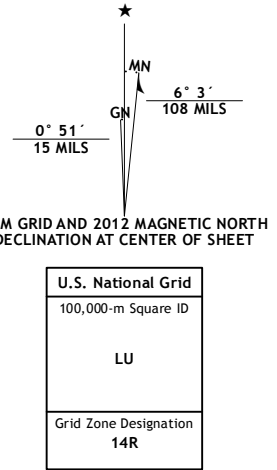 ★
MN
6° 3´
108 MILS
GN
0° 51´
15 MILS
M GRID AND 2012 MAGNETIC NORTH
DECLINATION AT CENTER OF SHEET
U.S. National Grid
100,000-m Square ID
LU
Grid Zone Designation
14R